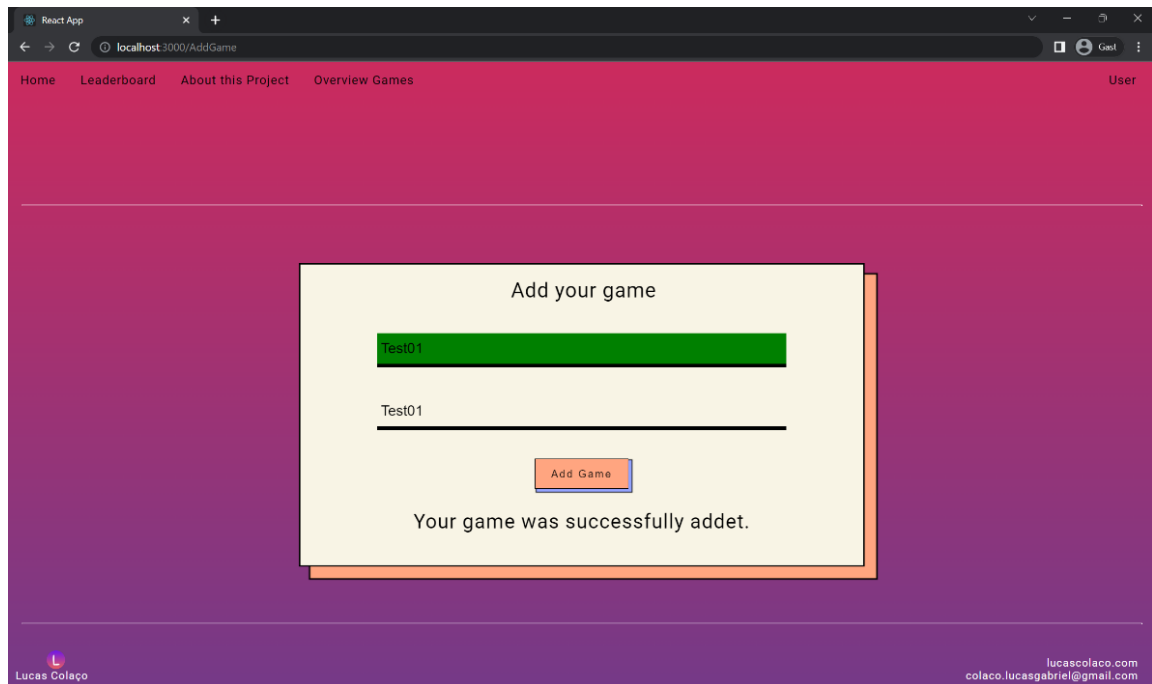 React App
localhost:3000/AddGame
Gast
Home Leaderboard About this Project Overview Games User
Add your game
Test01
Test01
Add Game
Your game was successfully addet.
L
Lucas Colaço
lucascolaco.com
colaco.lucasgabriel@gmail.com